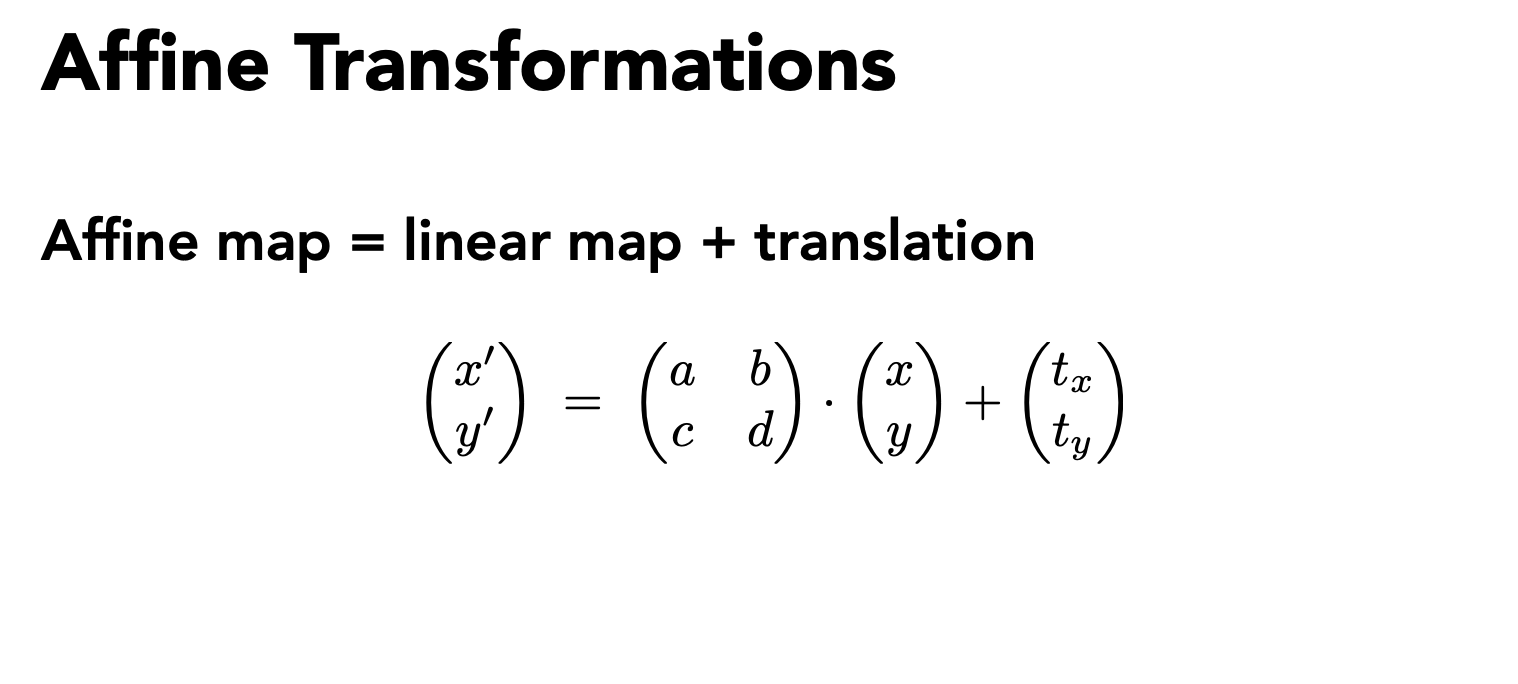 Affine Transformations
Affine map = linear map + translation
$$\begin{pmatrix} x' \\ y' \end{pmatrix} = \begin{pmatrix} a & b \\ c & d \end{pmatrix} \cdot \begin{pmatrix} x \\ y \end{pmatrix} + \begin{pmatrix} t_x \\ t_y \end{pmatrix}$$